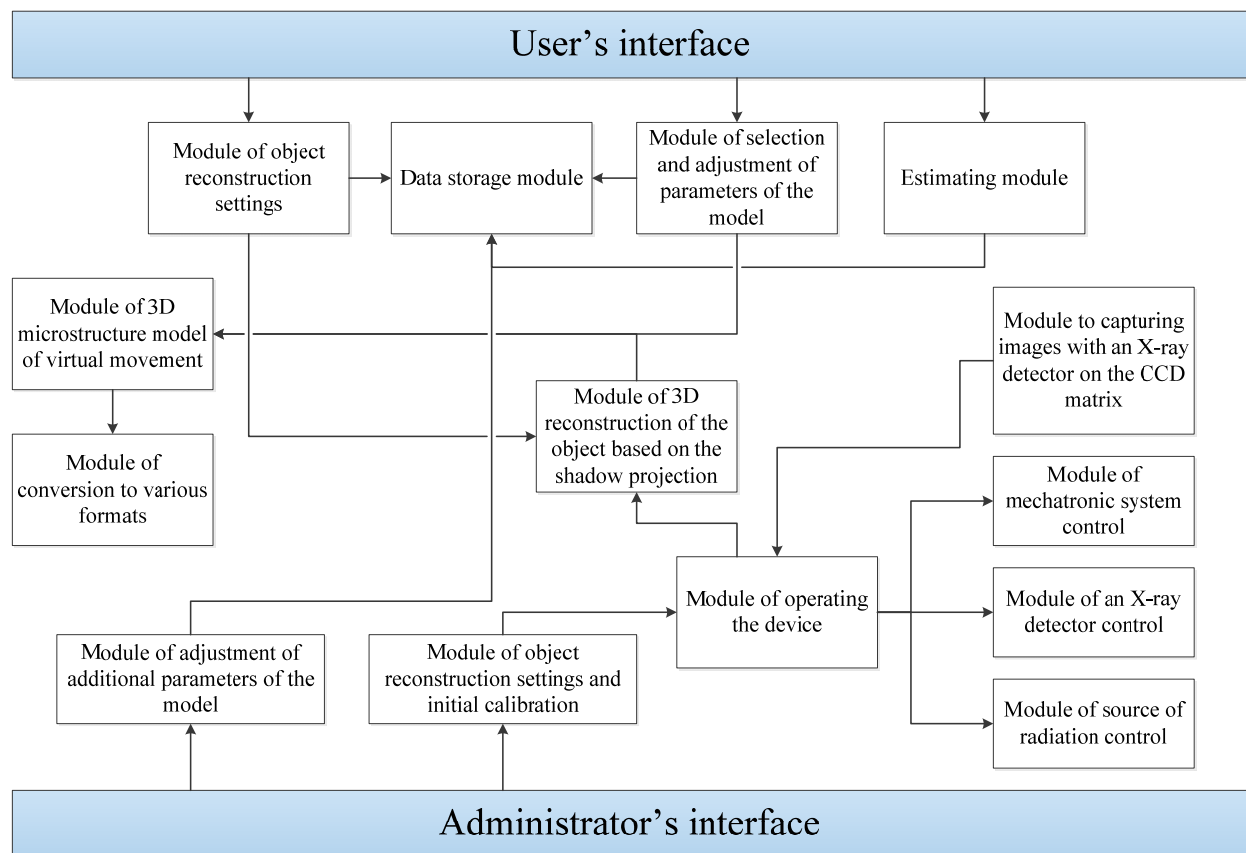 User's interface
Module of object
reconstruction
settings
Data storage module
Module of selection
and adjustment of
parameters of the
model
Estimating module
Module of 3D
microstructure model
of virtual movement
Module to capturing
images with an X-ray
detector on the CCD
matrix
Module of 3D
reconstruction of the
object based on the
shadow projection
Module of
conversion to various
formats
Module of
mechatronic system
control
Module of operating
the device
Module of an X-ray
detector control
Module of adjustment of
additional parameters of the
model
Module of object
reconstruction settings and
initial calibration
Module of source of
radiation control
Administrator's interface